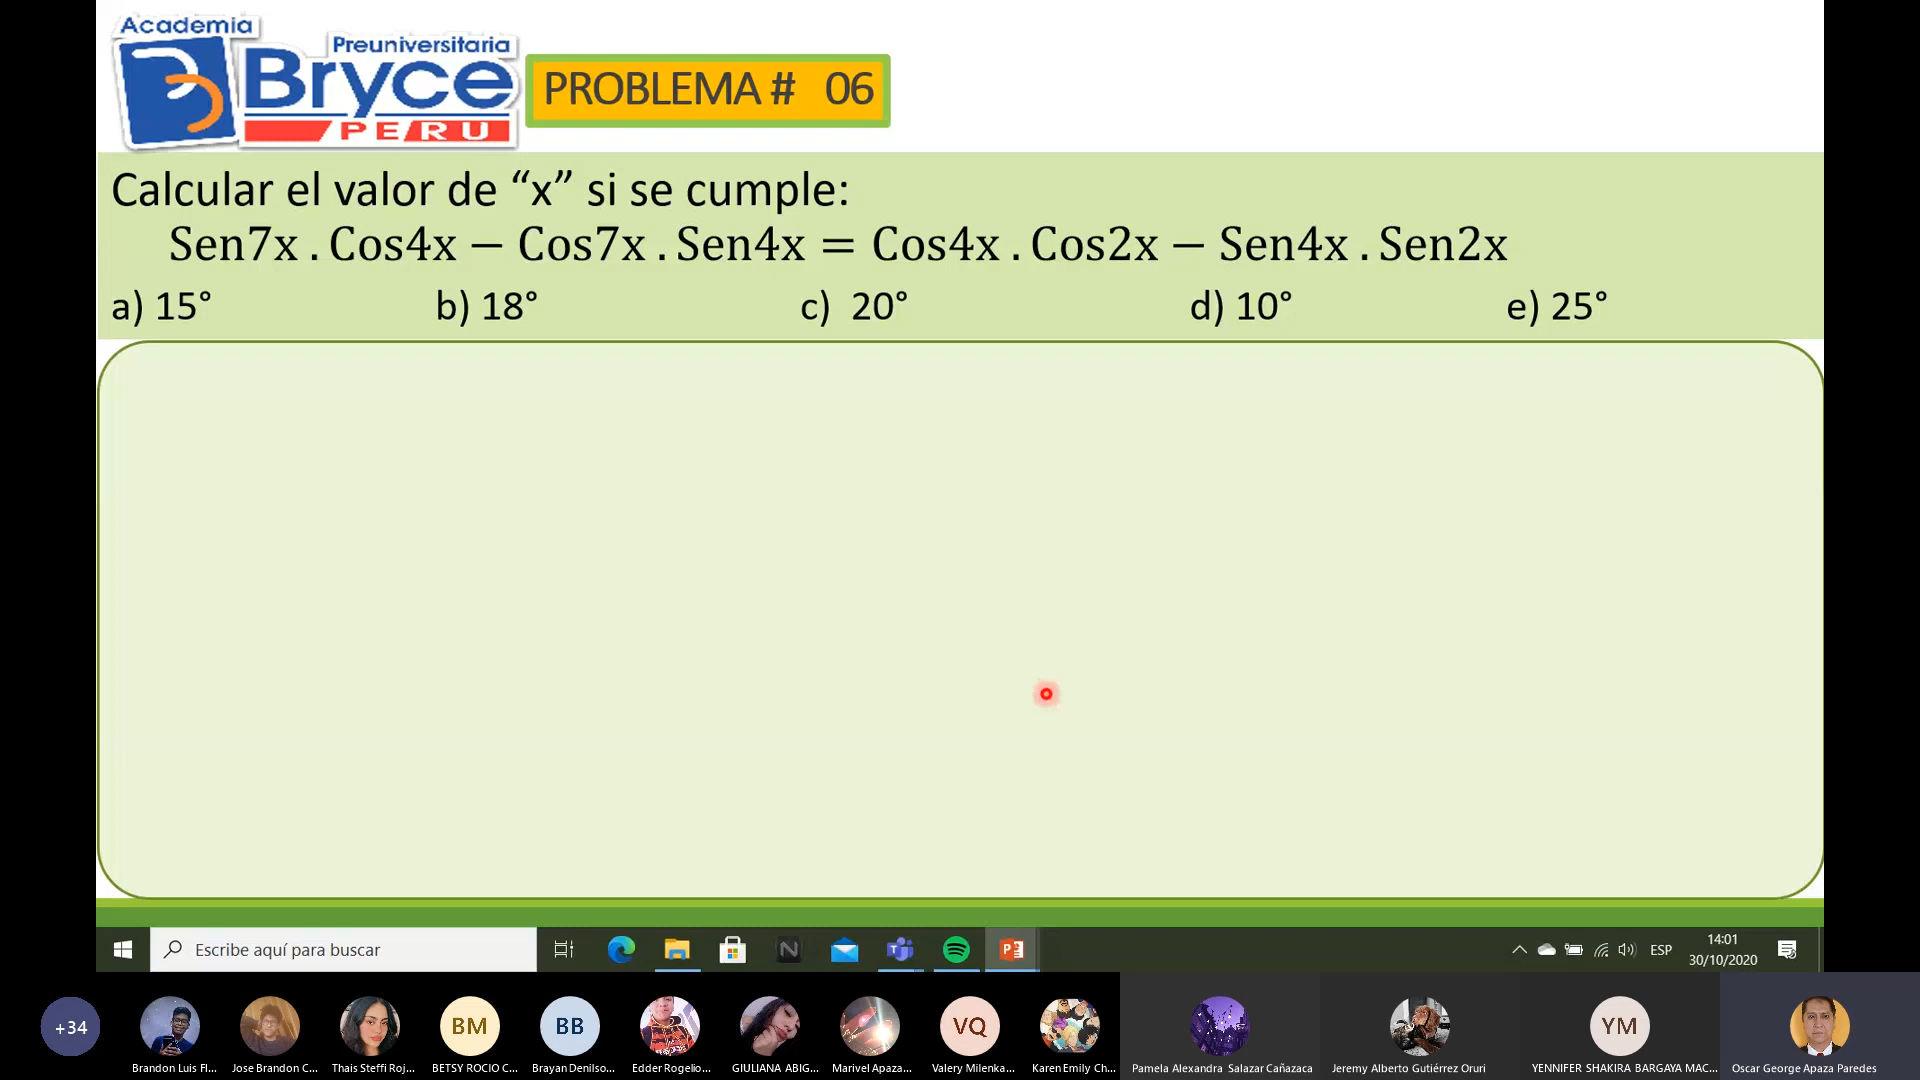 Academia
Preuniversitaria
Bryce
PERU
PROBLEMA # 06
Calcular el valor de “x” si se cumple:
Sen7x . Cos4x − Cos7x . Sen4x = Cos4x . Cos2x − Sen4x . Sen2x
a) 15° b) 18° c) 20° d) 10° e) 25°
Escribe aquí para buscar
ESP
14:01
30/10/2020
+34
BM
BB
VQ
YM
Brandon Luis Fl...
Jose Brandon C...
Thais Steffi Roj...
BETSY ROCIO C...
Brayan Denilso...
Edder Rogelio...
GIULIANA ABIG...
Marivel Apaza...
Valery Milenka...
Karen Emily Ch...
Pamela Alexandra Salazar Cañazaca
Jeremy Alberto Gutiérrez Oruri
YENNIFER SHAKIRA BARGAYA MAC...
Oscar George Apaza Paredes